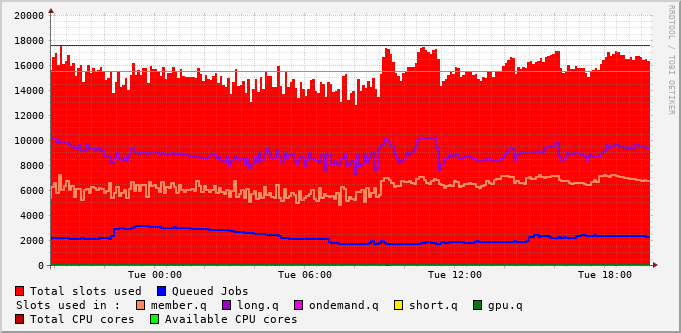 20000
18000
16000
14000
12000
10000
8000
6000
4000
2000
0
Tue 00:00 Tue 06:00 Tue 12:00 Tue 18:00
RRDTOOL / TOBI OETIKER
Total slots used Queued Jobs
Slots used in : member.q long.q ondemand.q short.q gpu.q
Total CPU cores Available CPU cores